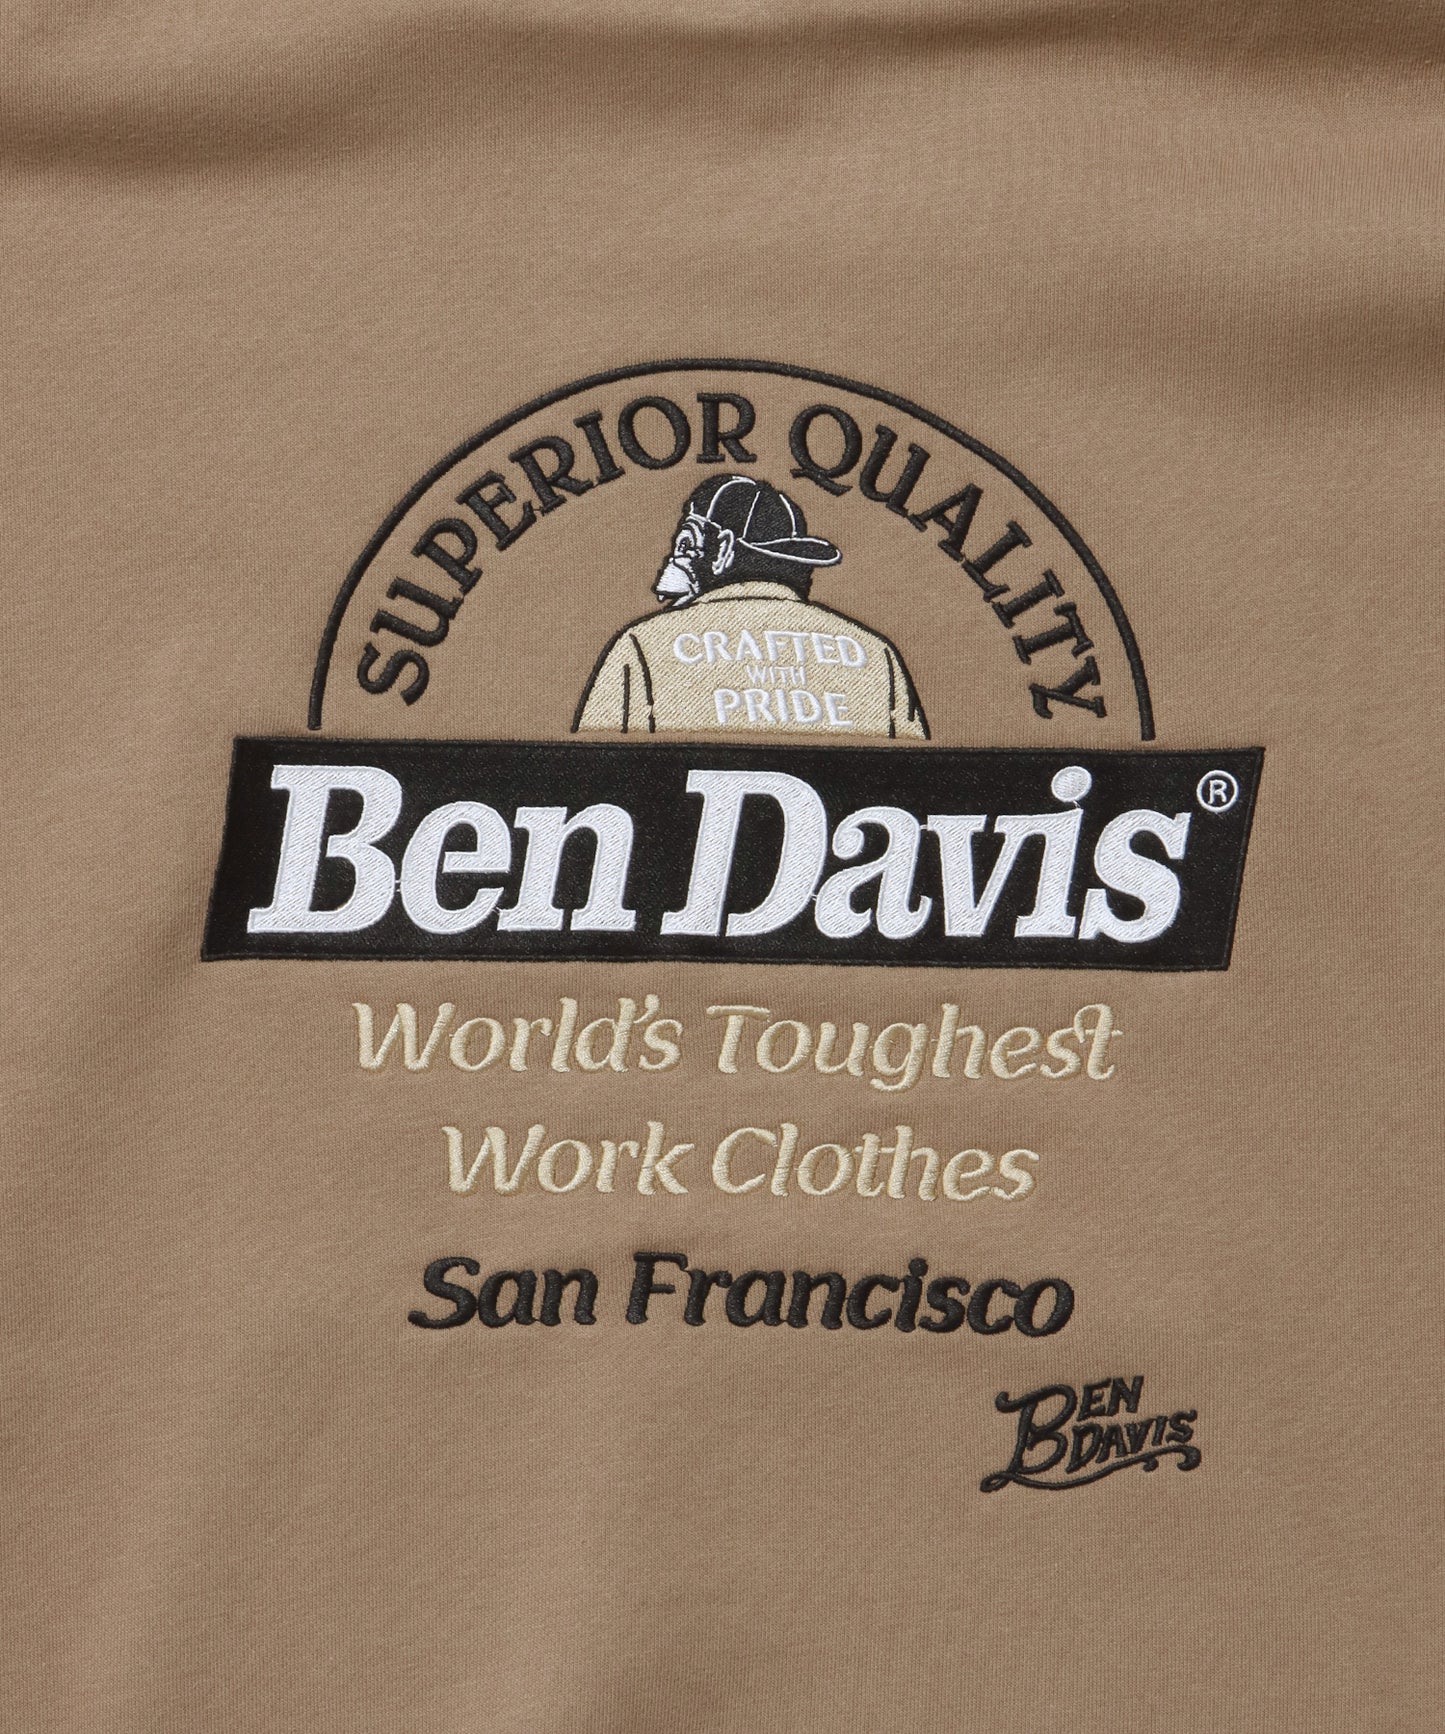 SUPERIOR QUALITY
CRAFTED
WITH
PRIDE
Ben Davis®
World's Toughest
Work Clothes
San Francisco
BEN
DAVIS